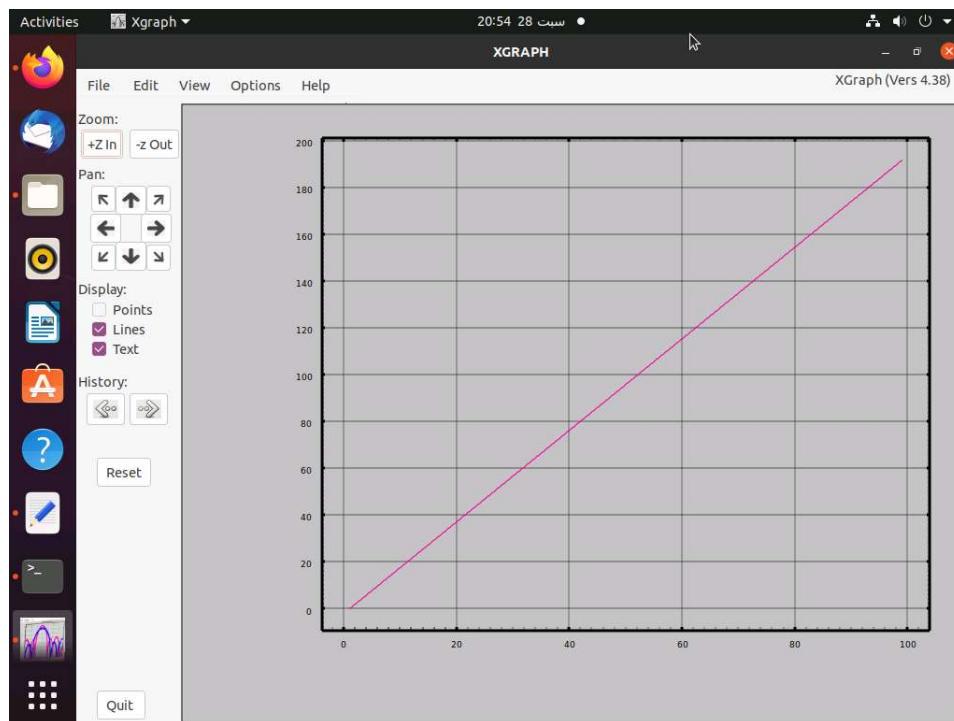 Activities Xgraph 20:54 28 سبت
XGRAPH
File Edit View Options Help XGraph (Vers 4.38)
Zoom:
+Z In -z Out
Pan:
Display:
Points
Lines
Text
History:
Reset
Quit
200
180
160
140
120
100
80
60
40
20
0
0 20 40 60 80 100